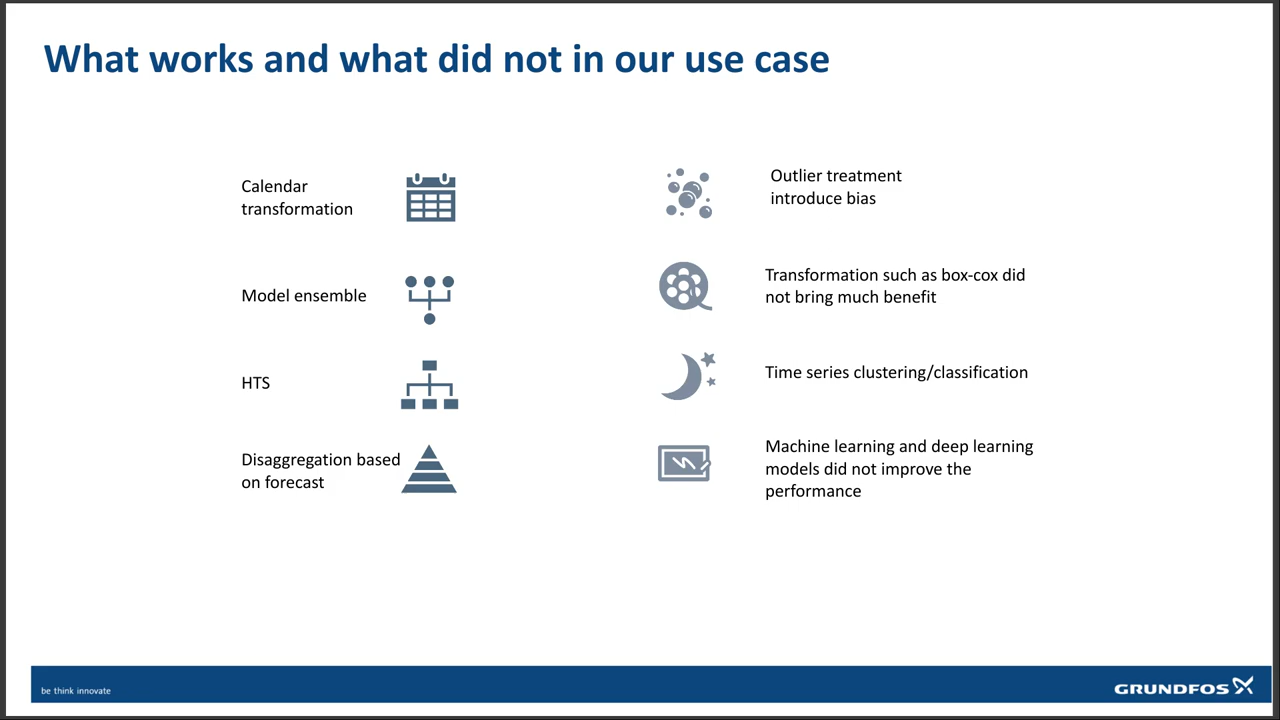 What works and what did not in our use case
Calendar
transformation
Model ensemble
HTS
Disaggregation based
on forecast
Outlier treatment
introduce bias
Transformation such as box-cox did
not bring much benefit
Time series clustering/classification
Machine learning and deep learning
models did not improve the
performance
be think innovate
GRUNDFOS